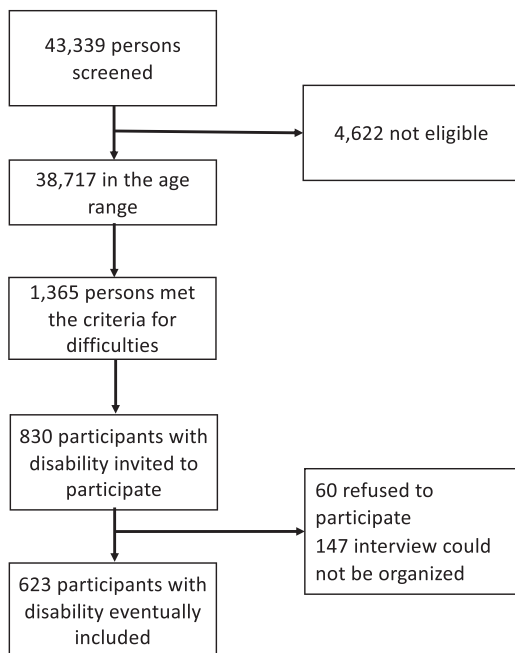 43,339 persons
screened
4,622 not eligible
38,717 in the age
range
1,365 persons met
the criteria for
difficulties
830 participants with
disability invited to
participate
60 refused to
participate
147 interview could
not be organized
623 participants with
disability eventually
included